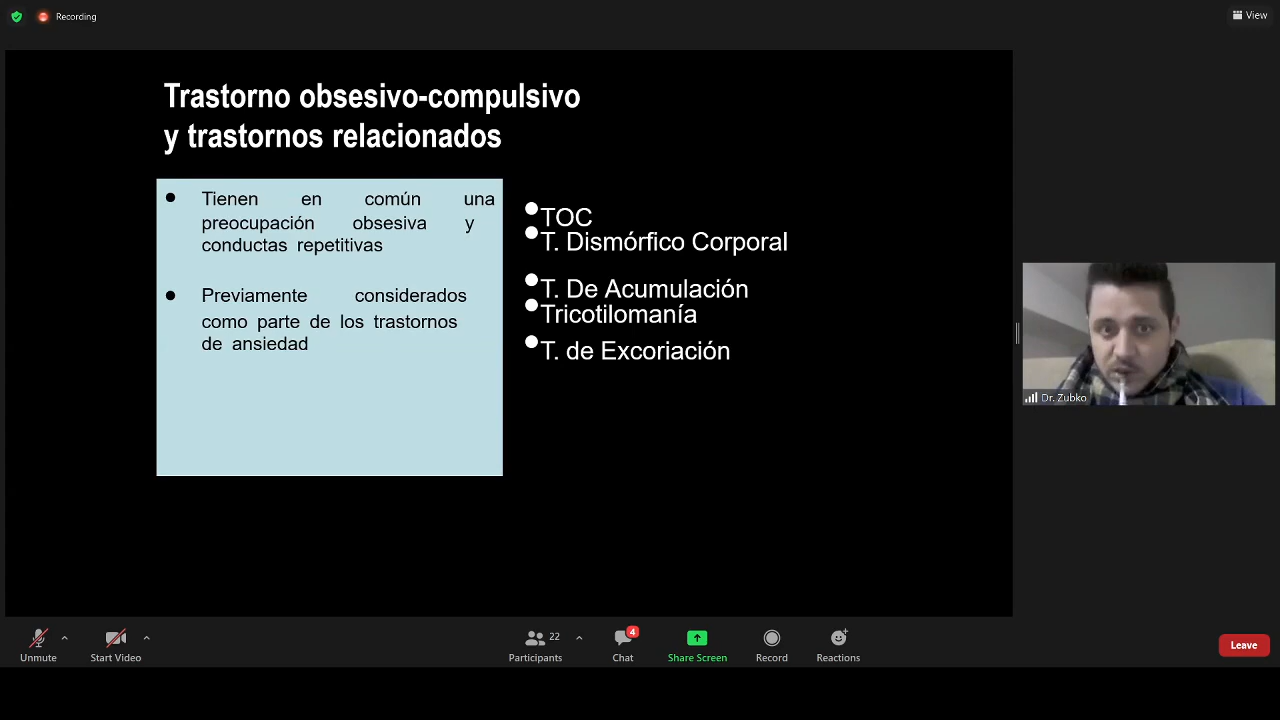 Recording
View
Trastorno obsesivo-compulsivo
y trastornos relacionados
● Tienen en común una
preocupación obsesiva y
conductas repetitivas
● Previamente considerados
como parte de los trastornos
de ansiedad
● TOC
● T. Dismórfico Corporal
● T. De Acumulación
● Tricotilomanía
● T. de Excoriación
Dr. Zubko
Unmute
Start Video
22
Participants
4
Chat
Share Screen
Record
Reactions
Leave